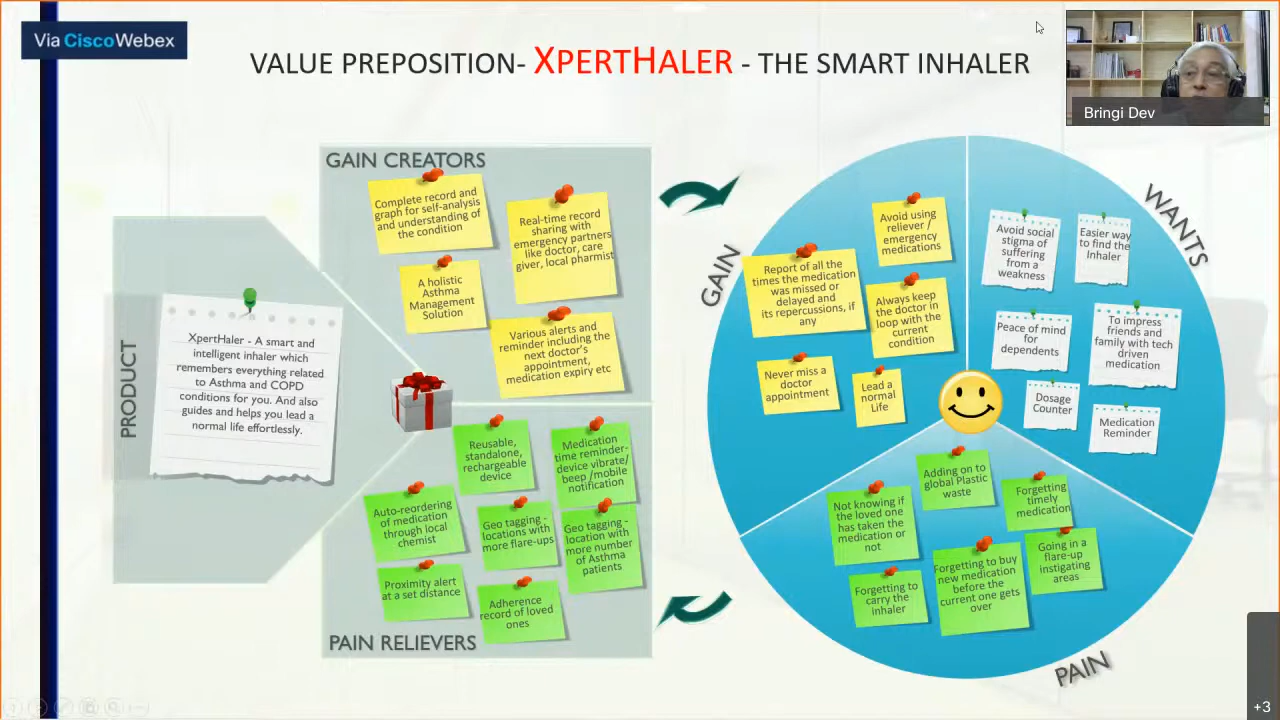 Via CiscoWebex
VALUE PREPOSITION- XPERTHALER - THE SMART INHALER
Bringi Dev
PRODUCT
XpertHaler - A smart and
intelligent inhaler which
remembers everything related
to Asthma and COPD
conditions for you. And also
guides and helps you lead a
normal life effortlessly.
GAIN CREATORS
Complete record and
graph for self-analysis
and understanding of
the condition
Real-time record
sharing with
emergency partners
like doctor, care
giver, local pharmist
A holistic
Asthma
Management
Solution
Various alerts and
reminder including the
next doctor's
appointment,
medication expiry etc
Reusable,
standalone,
rechargeable
device
Medication
time reminder-
device vibrate/
beep /mobile
notification
Auto-reordering
of medication
through local
chemist
Geo tagging -
locations with
more flare-ups
Geo tagging -
location with
more number
of Asthma
patients
Proximity alert
at a set distance
Adherence
record of loved
ones
PAIN RELIEVERS
GAIN
Avoid using
reliever /
emergency
medications
Report of all the
times the medication
was missed or
delayed and
its repercussions, if
any
Always keep
the doctor in
loop with the
current
condition
Never miss a
doctor
appointment
Lead a
normal
Life
WANTS
Avoid social
stigma of
suffering
from a
weakness
Easier way
to find the
Inhaler
Peace of mind
for
dependents
To impress
friends and
family with tech
driven
medication
Dosage
Counter
Medication
Reminder
Adding on to
global Plastic
waste
Not knowing if
the loved one
has taken the
medication or
not
Forgetting
timely
medication
Forgetting to
carry the
inhaler
Forgetting to buy
new medication
before the
current one gets
over
Going in a
flare-up
instigating
areas
PAIN
+3